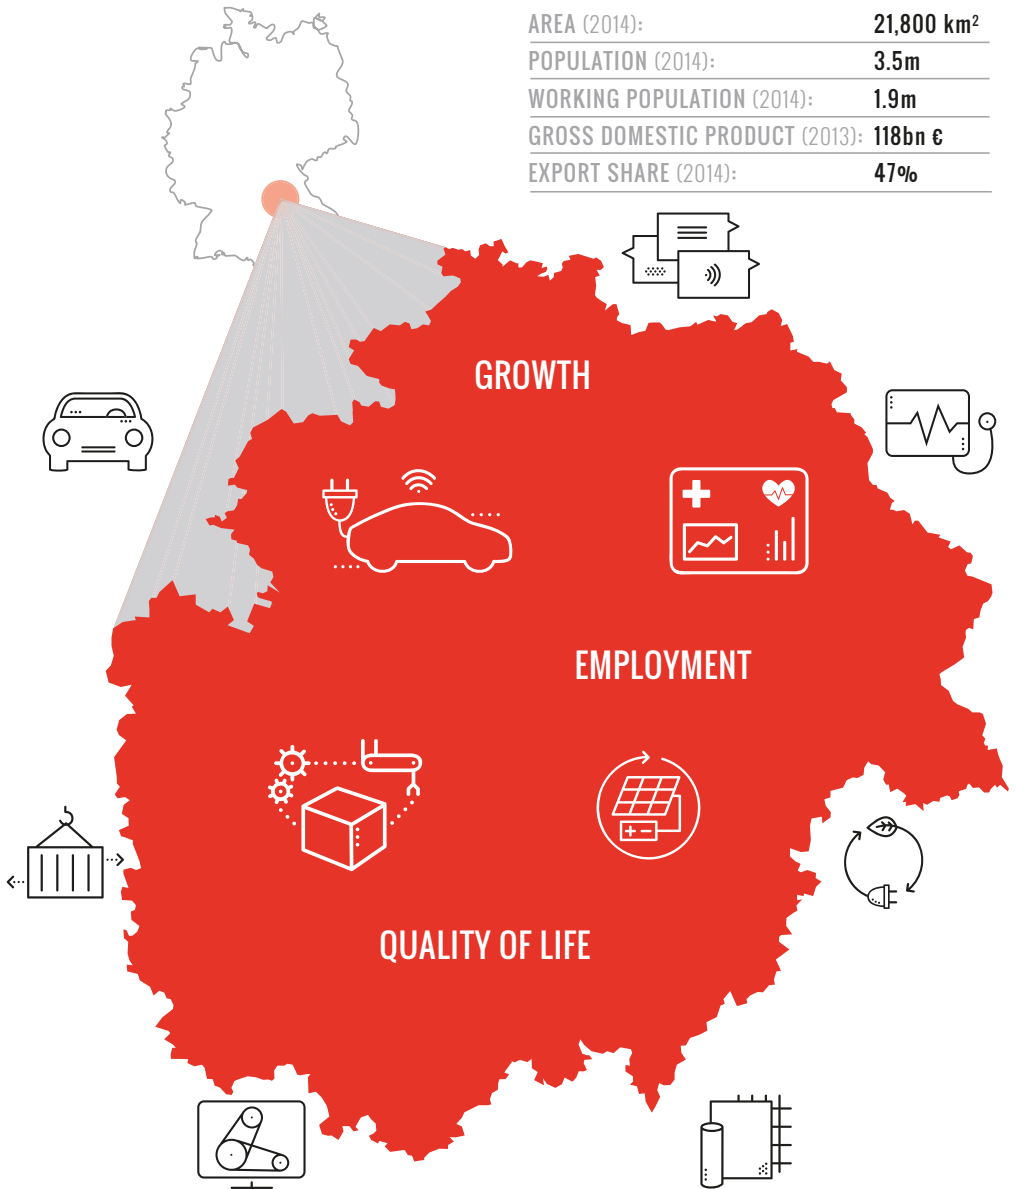 AREA (2014): 21,800 km²
POPULATION (2014): 3.5m
WORKING POPULATION (2014): 1.9m
GROSS DOMESTIC PRODUCT (2013): 118bn €
EXPORT SHARE (2014): 47%
GROWTH
EMPLOYMENT
QUALITY OF LIFE